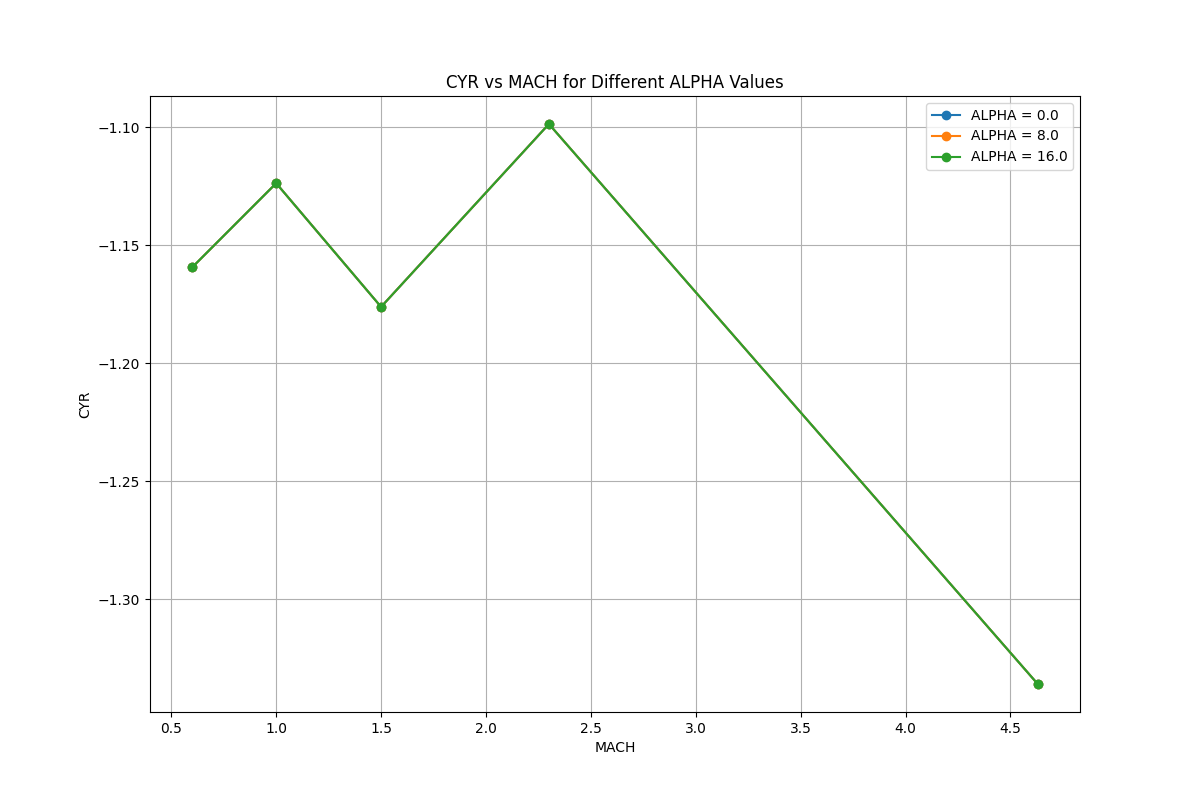 CYR vs MACH for Different ALPHA Values
ALPHA = 0.0
ALPHA = 8.0
ALPHA = 16.0
−1.10
−1.15
−1.20
−1.25
−1.30
CYR
0.5 1.0 1.5 2.0 2.5 3.0 3.5 4.0 4.5
MACH